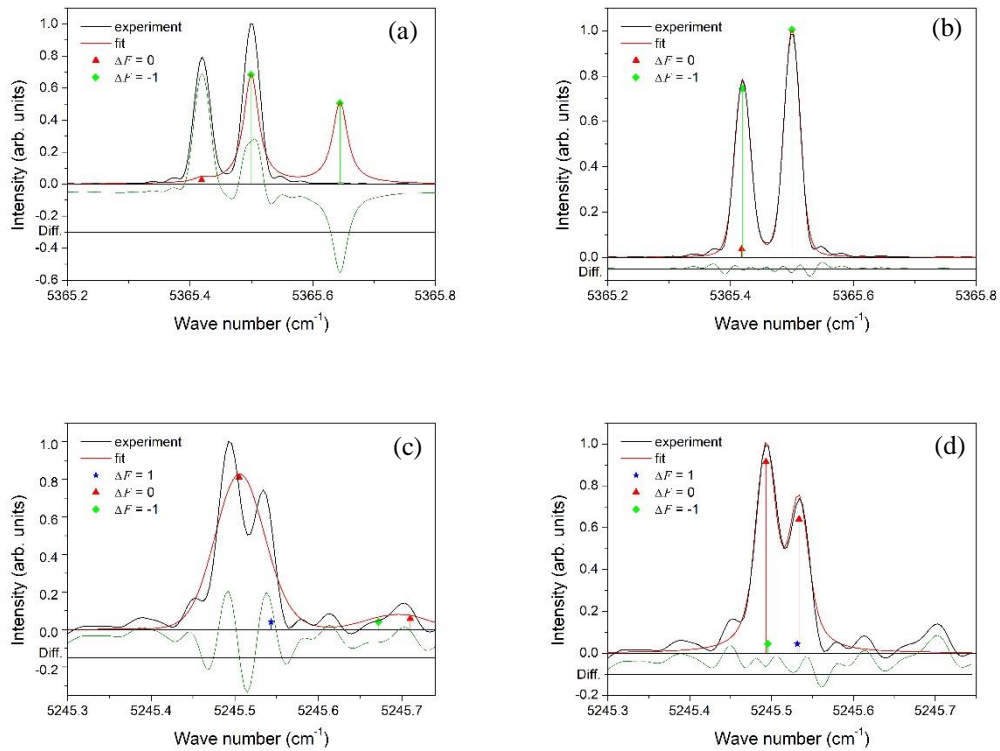 (a)
experiment
fit
ΔF = 0
ΔF = -1
Intensity (arb. units)
1.0
0.8
0.6
0.4
0.2
0.0
-0.2
Diff.
-0.4
-0.6
5365.2
5365.4
5365.6
5365.8
Wave number (cm-1)
(b)
experiment
fit
ΔF = 0
ΔF = -1
Intensity (arb. units)
1.0
0.8
0.6
0.4
0.2
0.0
Diff.
5365.2
5365.4
5365.6
5365.8
Wave number (cm-1)
(c)
experiment
fit
ΔF = 1
ΔF = 0
ΔF = -1
Intensity (arb. units)
1.0
0.8
0.6
0.4
0.2
0.0
Diff.
-0.2
5245.3
5245.4
5245.5
5245.6
5245.7
Wave number (cm-1)
(d)
experiment
fit
ΔF = 1
ΔF = 0
ΔF = -1
Intensity (arb. units)
1.0
0.8
0.6
0.4
0.2
0.0
Diff.
-0.2
5245.3
5245.4
5245.5
5245.6
5245.7
Wave number (cm-1)